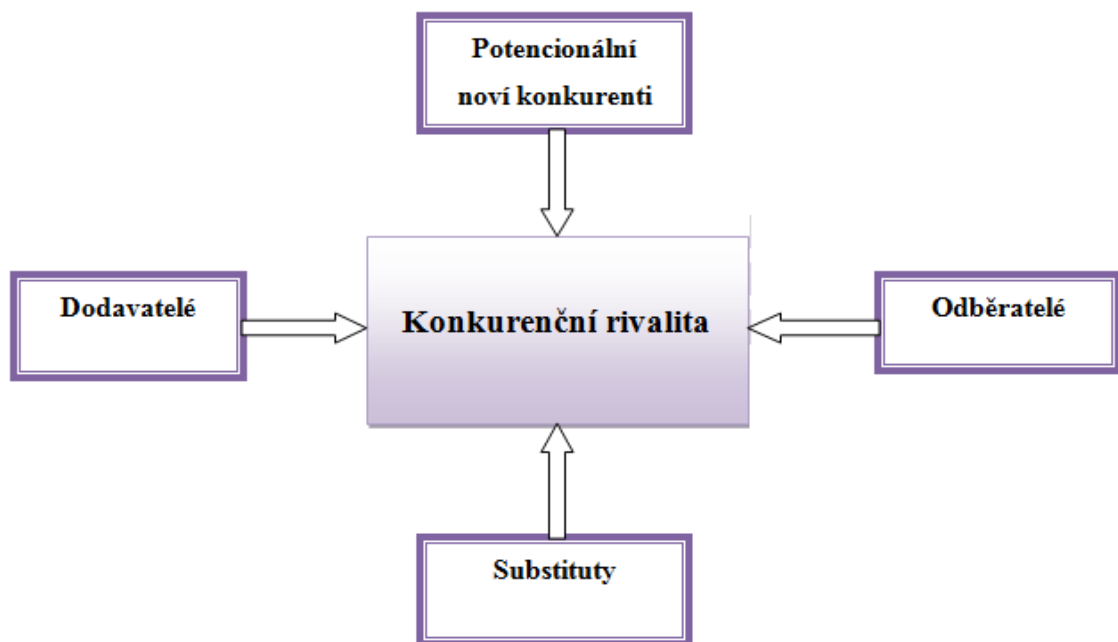 Potencionální
noví konkurenti
Dodavatelé
Konkurenční rivalita
Odběratelé
Substituty